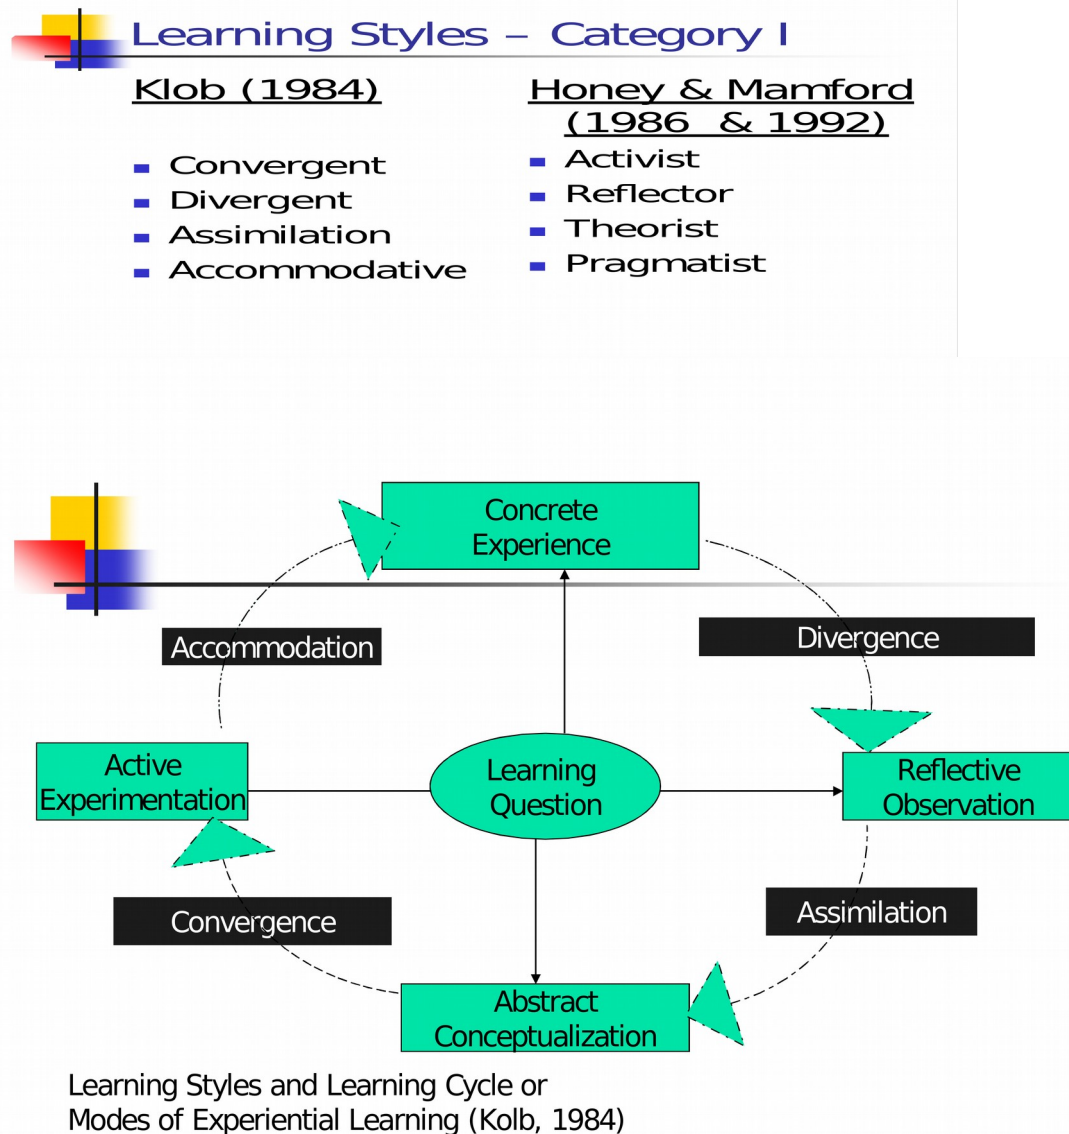 Learning Styles – Category I
Klob (1984)
Convergent
Divergent
Assimilation
Accommodative
Honey & Mamford
(1986 & 1992)
Activist
Reflector
Theorist
Pragmatist
Concrete
Experience
Accommodation
Divergence
Active
Experimentation
Learning
Question
Reflective
Observation
Convergence
Assimilation
Abstract
Conceptualization
Learning Styles and Learning Cycle or
Modes of Experiential Learning (Kolb, 1984)